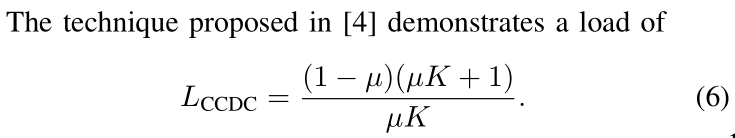 The technique proposed in [4] demonstrates a load of
L_CCDC = (1 − μ)(μK + 1) / μK . (6)